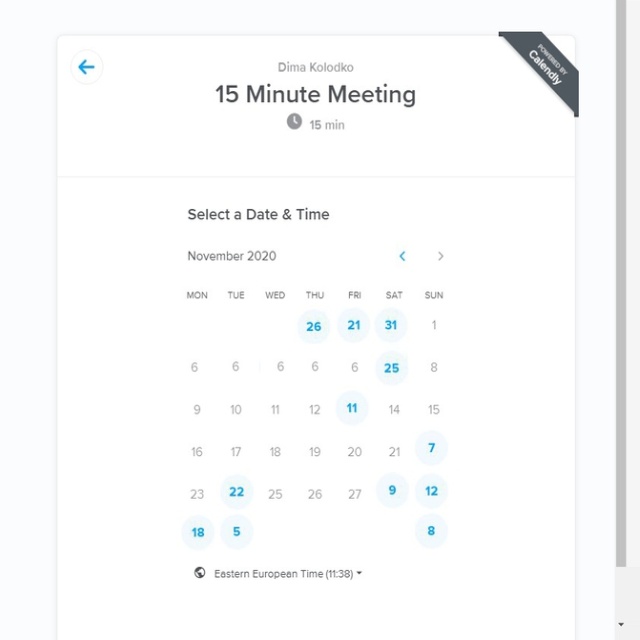 POWERED BY
Calendly
Dima Kolodko
15 Minute Meeting
15 min
Select a Date & Time
November 2020
MON TUE WED THU FRI SAT SUN
26 21 31 1
6 6 6 6 6 25 8
9 10 11 12 11 14 15
16 17 18 19 20 21 7
23 22 25 26 27 9 12
18 5 8
Eastern European Time (11:38)